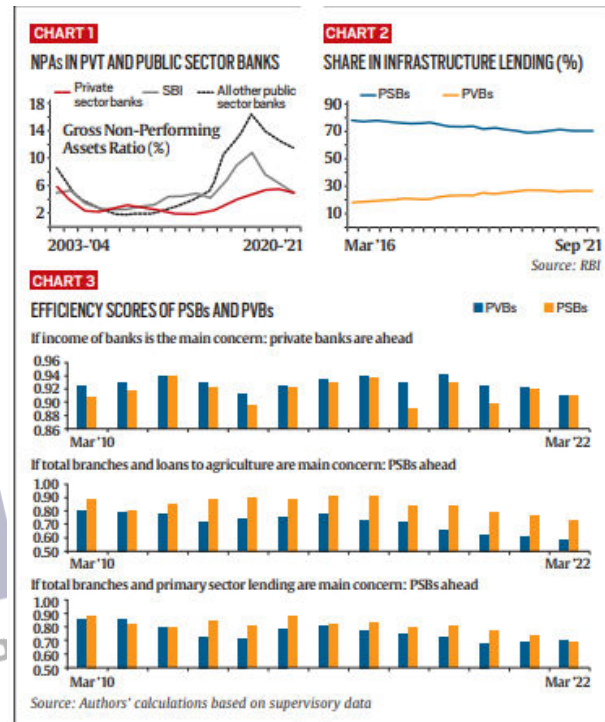 CHART 1
NPAs IN PVT AND PUBLIC SECTOR BANKS
Private sector banks
SBI
All other public sector banks
Gross Non-Performing
Assets Ratio (%)
18
14
10
6
2
2003-'04
2020-'21
CHART 2
SHARE IN INFRASTRUCTURE LENDING (%)
PSBs
PVBs
90
70
50
30
10
Mar '16
Sep '21
Source: RBI
CHART 3
EFFICIENCY SCORES OF PSBs AND PVBs
PVBs
PSBs
If income of banks is the main concern: private banks are ahead
0.96
0.94
0.92
0.90
0.88
0.86
Mar '10
Mar '22
If total branches and loans to agriculture are main concern: PSBs ahead
1.00
0.90
0.80
0.70
0.60
0.50
Mar '10
Mar '22
If total branches and primary sector lending are main concern: PSBs ahead
1.00
0.90
0.80
0.70
0.60
0.50
Mar '10
Mar '22
Source: Authors' calculations based on supervisory data